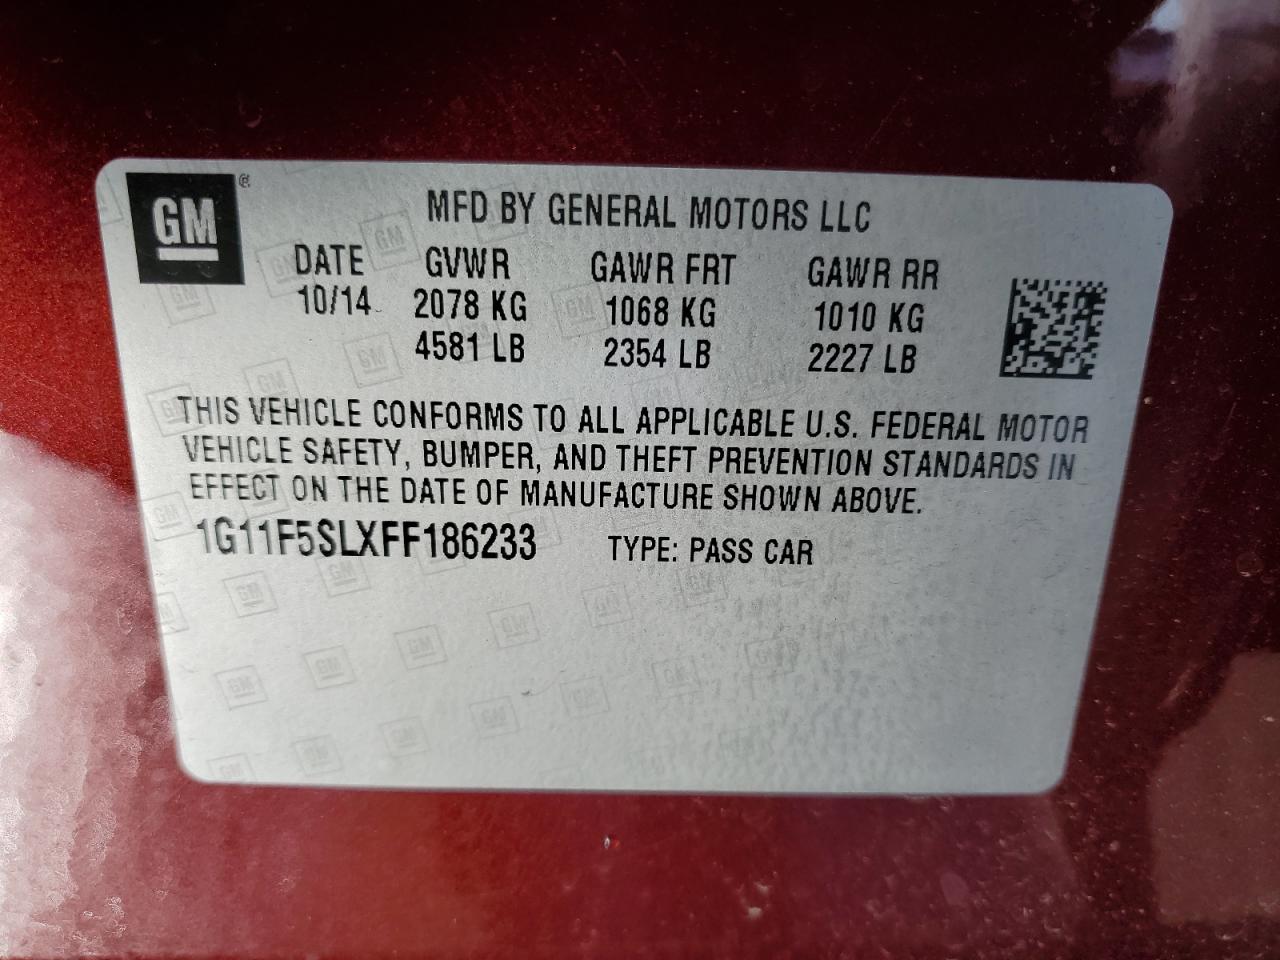 GM
MFD BY GENERAL MOTORS LLC
DATE GVWR GAWR FRT GAWR RR
10/14 2078 KG 1068 KG 1010 KG
4581 LB 2354 LB 2227 LB
THIS VEHICLE CONFORMS TO ALL APPLICABLE U.S. FEDERAL MOTOR
VEHICLE SAFETY, BUMPER, AND THEFT PREVENTION STANDARDS IN
EFFECT ON THE DATE OF MANUFACTURE SHOWN ABOVE.
1G11F5SLXFF186233 TYPE: PASS CAR